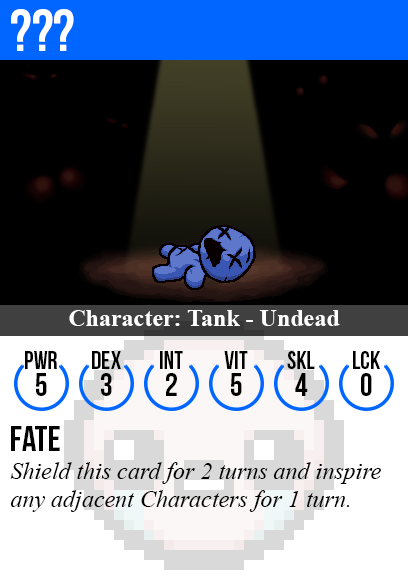 ???
Character: Tank - Undead
PWR DEX INT VIT SKL LCK
5 3 2 5 4 0
FATE
Shield this card for 2 turns and inspire
any adjacent Characters for 1 turn.